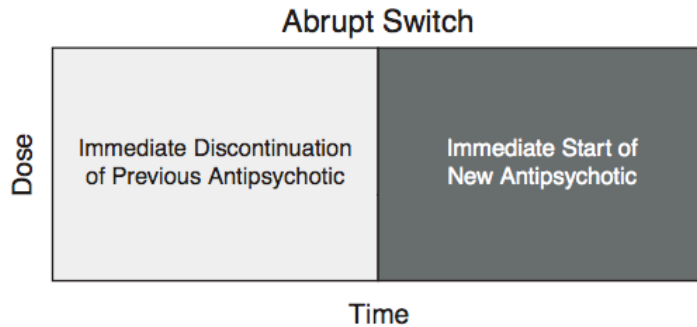 Abrupt Switch
Dose
Immediate Discontinuation
of Previous Antipsychotic
Immediate Start of
New Antipsychotic
Time